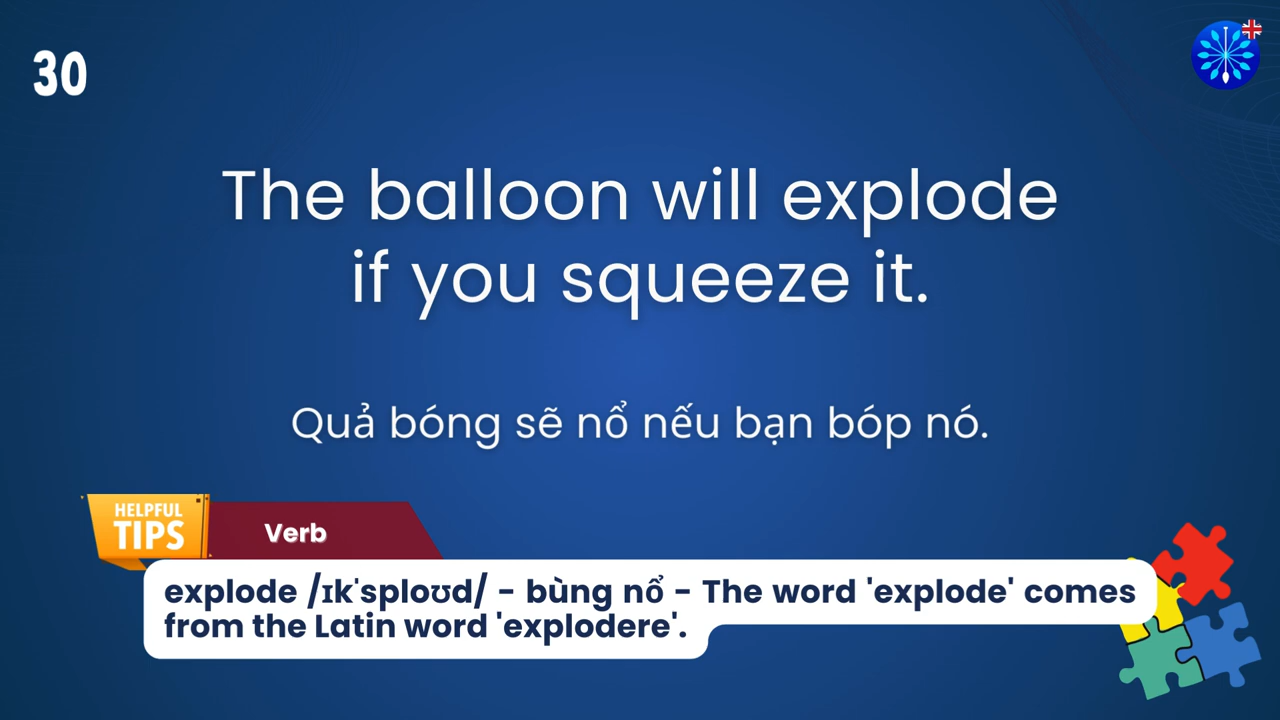 30
The balloon will explode
if you squeeze it.
Quả bóng sẽ nổ nếu bạn bóp nó.
HELPFUL
TIPS
Verb
explode /ɪkˈsploʊd/ - bùng nổ - The word 'explode' comes
from the Latin word 'explodere'.